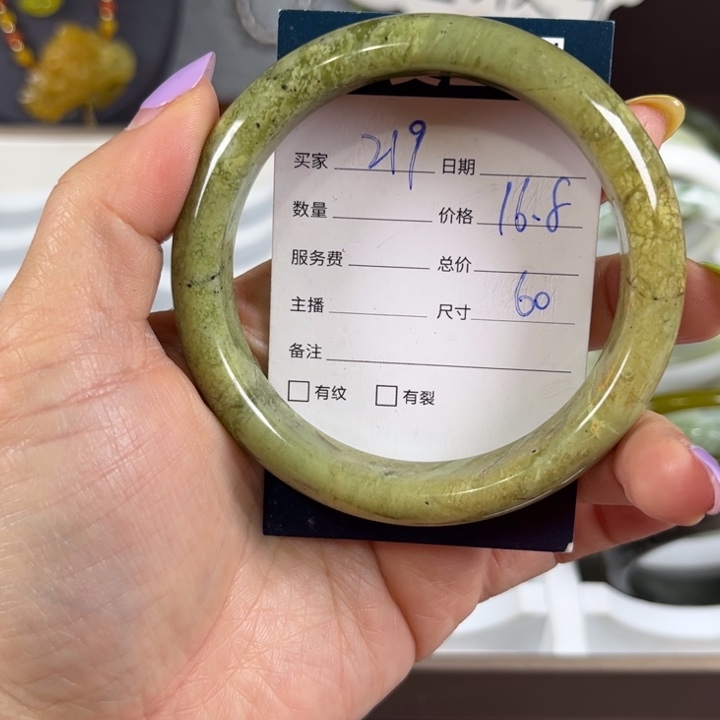 买家 219 日期
数量 价格 16.8
服务费 总价
主播 尺寸 60
备注
有纹 有裂